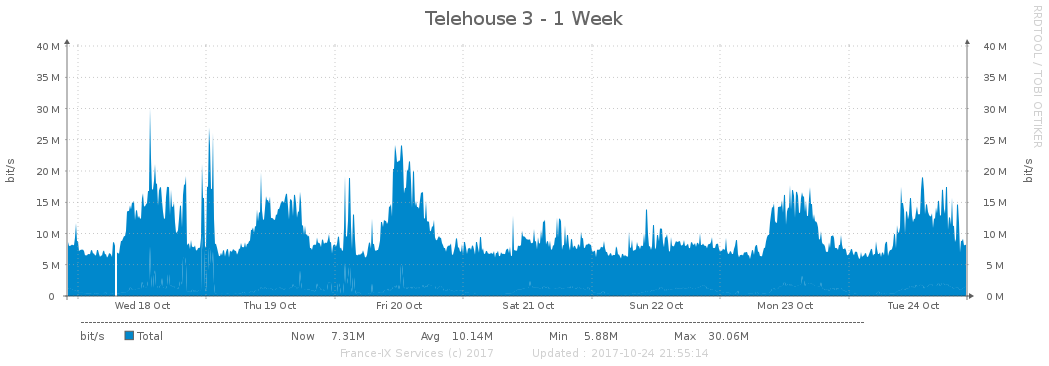 Telehouse 3 - 1 Week
RRDTOOL / TOBI OETIKER
bit/s
bit/s
40 M 40 M
35 M 35 M
30 M 30 M
25 M 25 M
20 M 20 M
15 M 15 M
10 M 10 M
5 M 5 M
0 0 M
Wed 18 Oct Thu 19 Oct Fri 20 Oct Sat 21 Oct Sun 22 Oct Mon 23 Oct Tue 24 Oct
bit/s Total Now 7.31M Avg 10.14M Min 5.88M Max 30.06M
France-IX Services (c) 2017 Updated : 2017-10-24 21:55:14